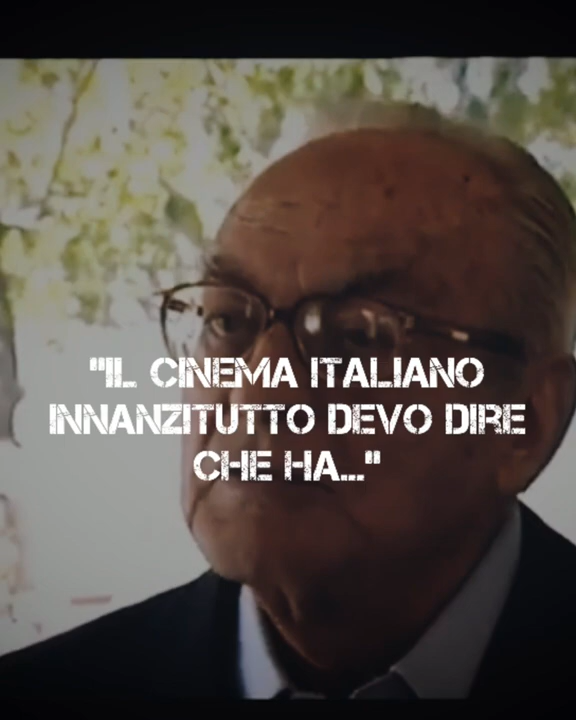 "IL CINEMA ITALIANO
INNANZITUTTO DEVO DIRE
CHE HA..."